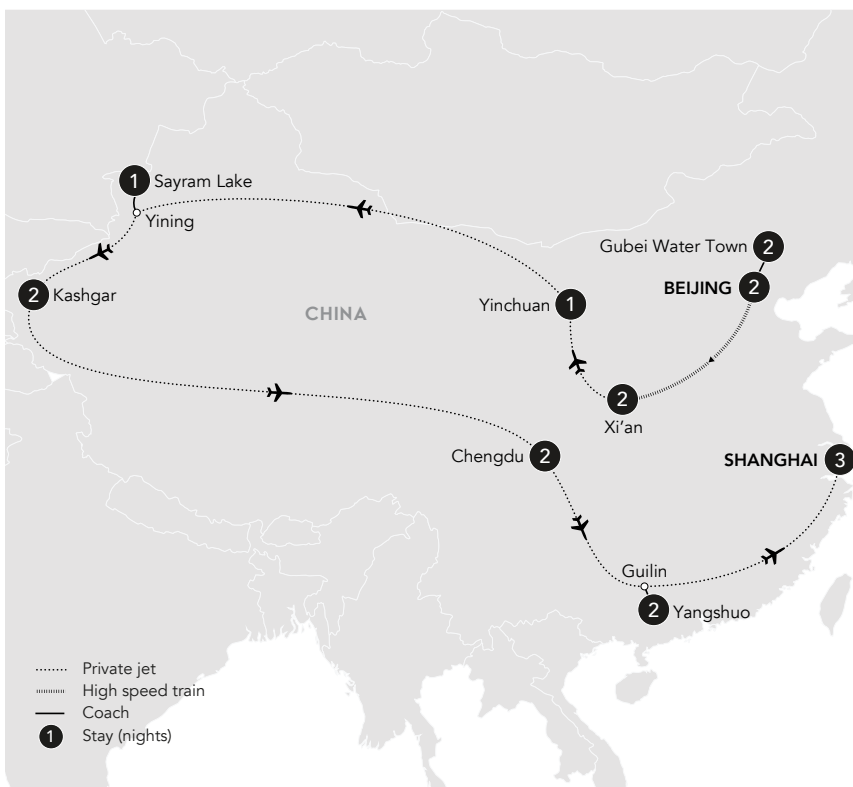 1 Sayram Lake
Yining
Gubei Water Town 2
2 Kashgar
BEIJING 2
Yinchuan 1
CHINA
2
Xi’an
Chengdu 2
SHANGHAI 3
Guilin
2 Yangshuo
Private jet
High speed train
Coach
1 Stay (nights)